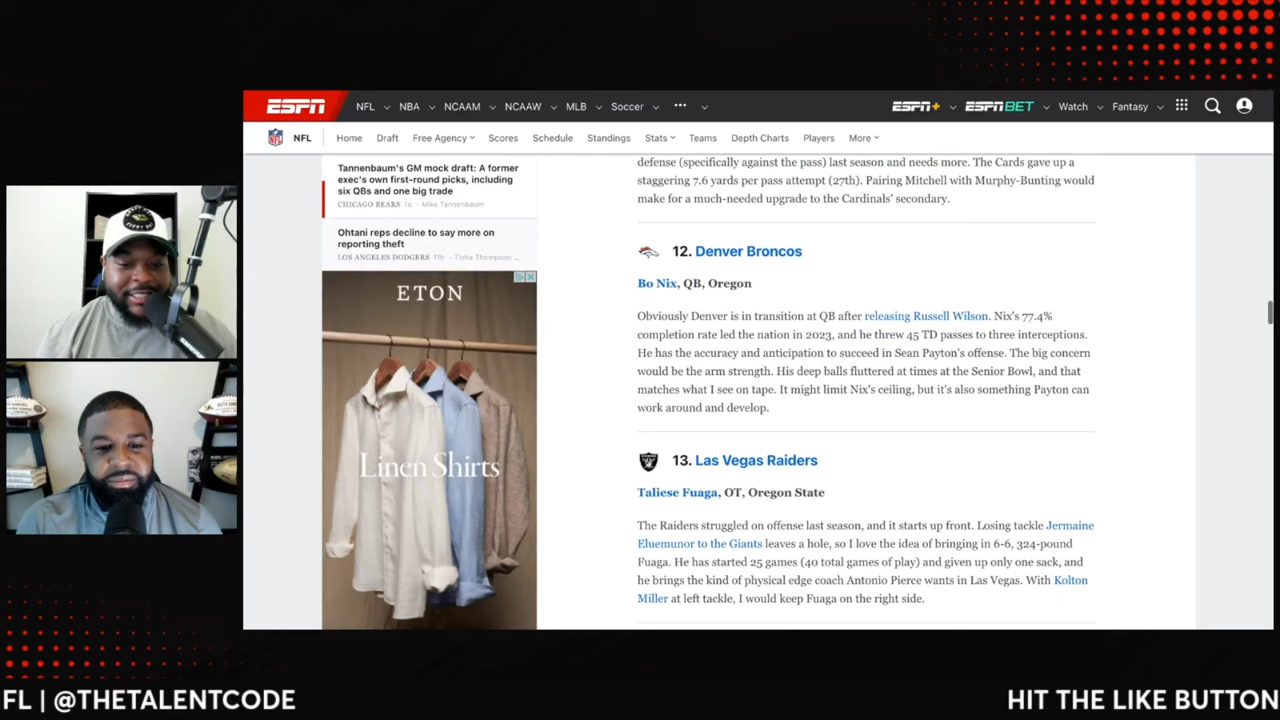 ESPN NFL NBA NCAAM NCAAW MLB Soccer ••• ESPN+ ESPN BET Watch Fantasy
NFL Home Draft Free Agency Scores Schedule Standings Stats Teams Depth Charts Players More
Tannenbaum's GM mock draft: A former
exec's own first-round picks, including
six QBs and one big trade
CHICAGO BEARS 1d - Mike Tannenbaum
Ohtani reps decline to say more on
reporting theft
LOS ANGELES DODGERS 11h - Tisha Thompson ...
ETON
Linen Shirts
defense (specifically against the pass) last season and needs more. The Cards gave up a
staggering 7.6 yards per pass attempt (27th). Pairing Mitchell with Murphy-Bunting would
make for a much-needed upgrade to the Cardinals' secondary.
12. Denver Broncos
Bo Nix, QB, Oregon
Obviously Denver is in transition at QB after releasing Russell Wilson. Nix's 77.4%
completion rate led the nation in 2023, and he threw 45 TD passes to three interceptions.
He has the accuracy and anticipation to succeed in Sean Payton's offense. The big concern
would be the arm strength. His deep balls fluttered at times at the Senior Bowl, and that
matches what I see on tape. It might limit Nix's ceiling, but it's also something Payton can
work around and develop.
13. Las Vegas Raiders
Taliese Fuaga, OT, Oregon State
The Raiders struggled on offense last season, and it starts up front. Losing tackle Jermaine
Eluemunor to the Giants leaves a hole, so I love the idea of bringing in 6-6, 324-pound
Fuaga. He has started 25 games (40 total games of play) and given up only one sack, and
he brings the kind of physical edge coach Antonio Pierce wants in Las Vegas. With Kolton
Miller at left tackle, I would keep Fuaga on the right side.
FL | @THETALENTCODE
HIT THE LIKE BUTTON